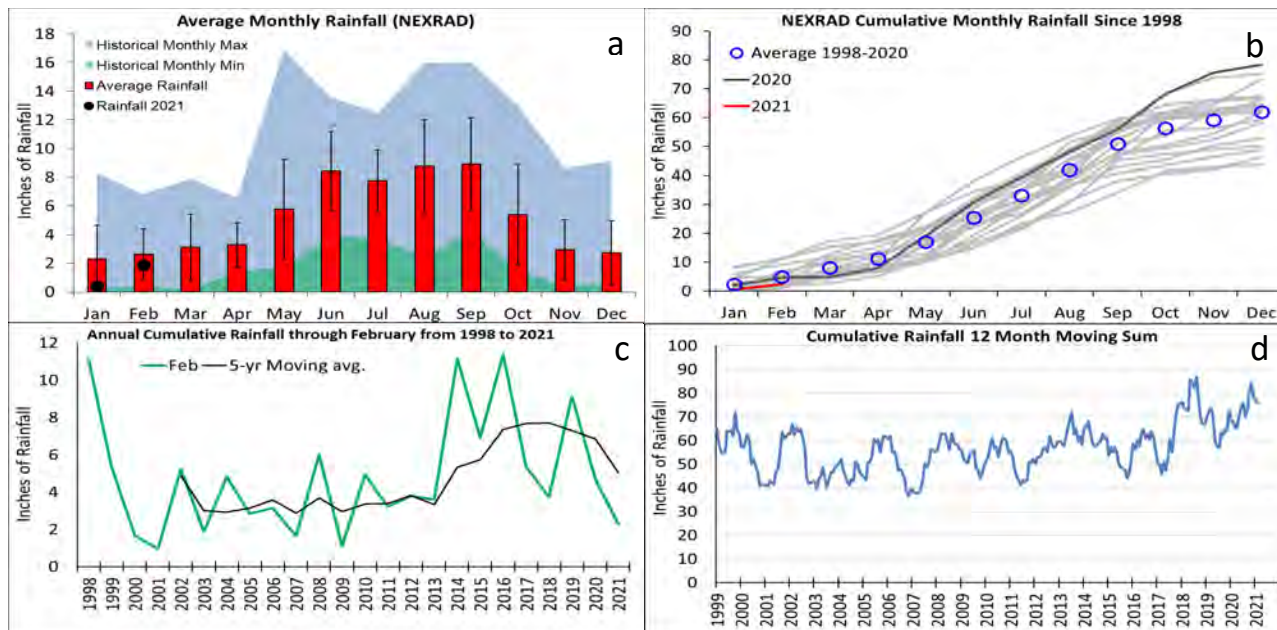 Average Monthly Rainfall (NEXRAD)
a
18
16
14
12
10
8
6
4
2
0
Inches of Rainfall
Historical Monthly Max
Historical Monthly Min
Average Rainfall
Rainfall 2021
Jan Feb Mar Apr May Jun Jul Aug Sep Oct Nov Dec
NEXRAD Cumulative Monthly Rainfall Since 1998
b
90
80
70
60
50
40
30
20
10
0
Inches of Rainfall
Average 1998-2020
2020
2021
Jan Feb Mar Apr May Jun Jul Aug Sep Oct Nov Dec
Annual Cumulative Rainfall through February from 1998 to 2021
c
12
10
8
6
4
2
0
Inches of Rainfall
Feb 5-yr Moving avg.
1998 1999 2000 2001 2002 2003 2004 2005 2006 2007 2008 2009 2010 2011 2012 2013 2014 2015 2016 2017 2018 2019 2020 2021
Cumulative Rainfall 12 Month Moving Sum
d
100
90
80
70
60
50
40
30
20
10
0
Inches of Rainfall
1999 2000 2001 2002 2003 2004 2005 2006 2007 2008 2009 2010 2011 2012 2013 2014 2015 2016 2017 2018 2019 2020 2021